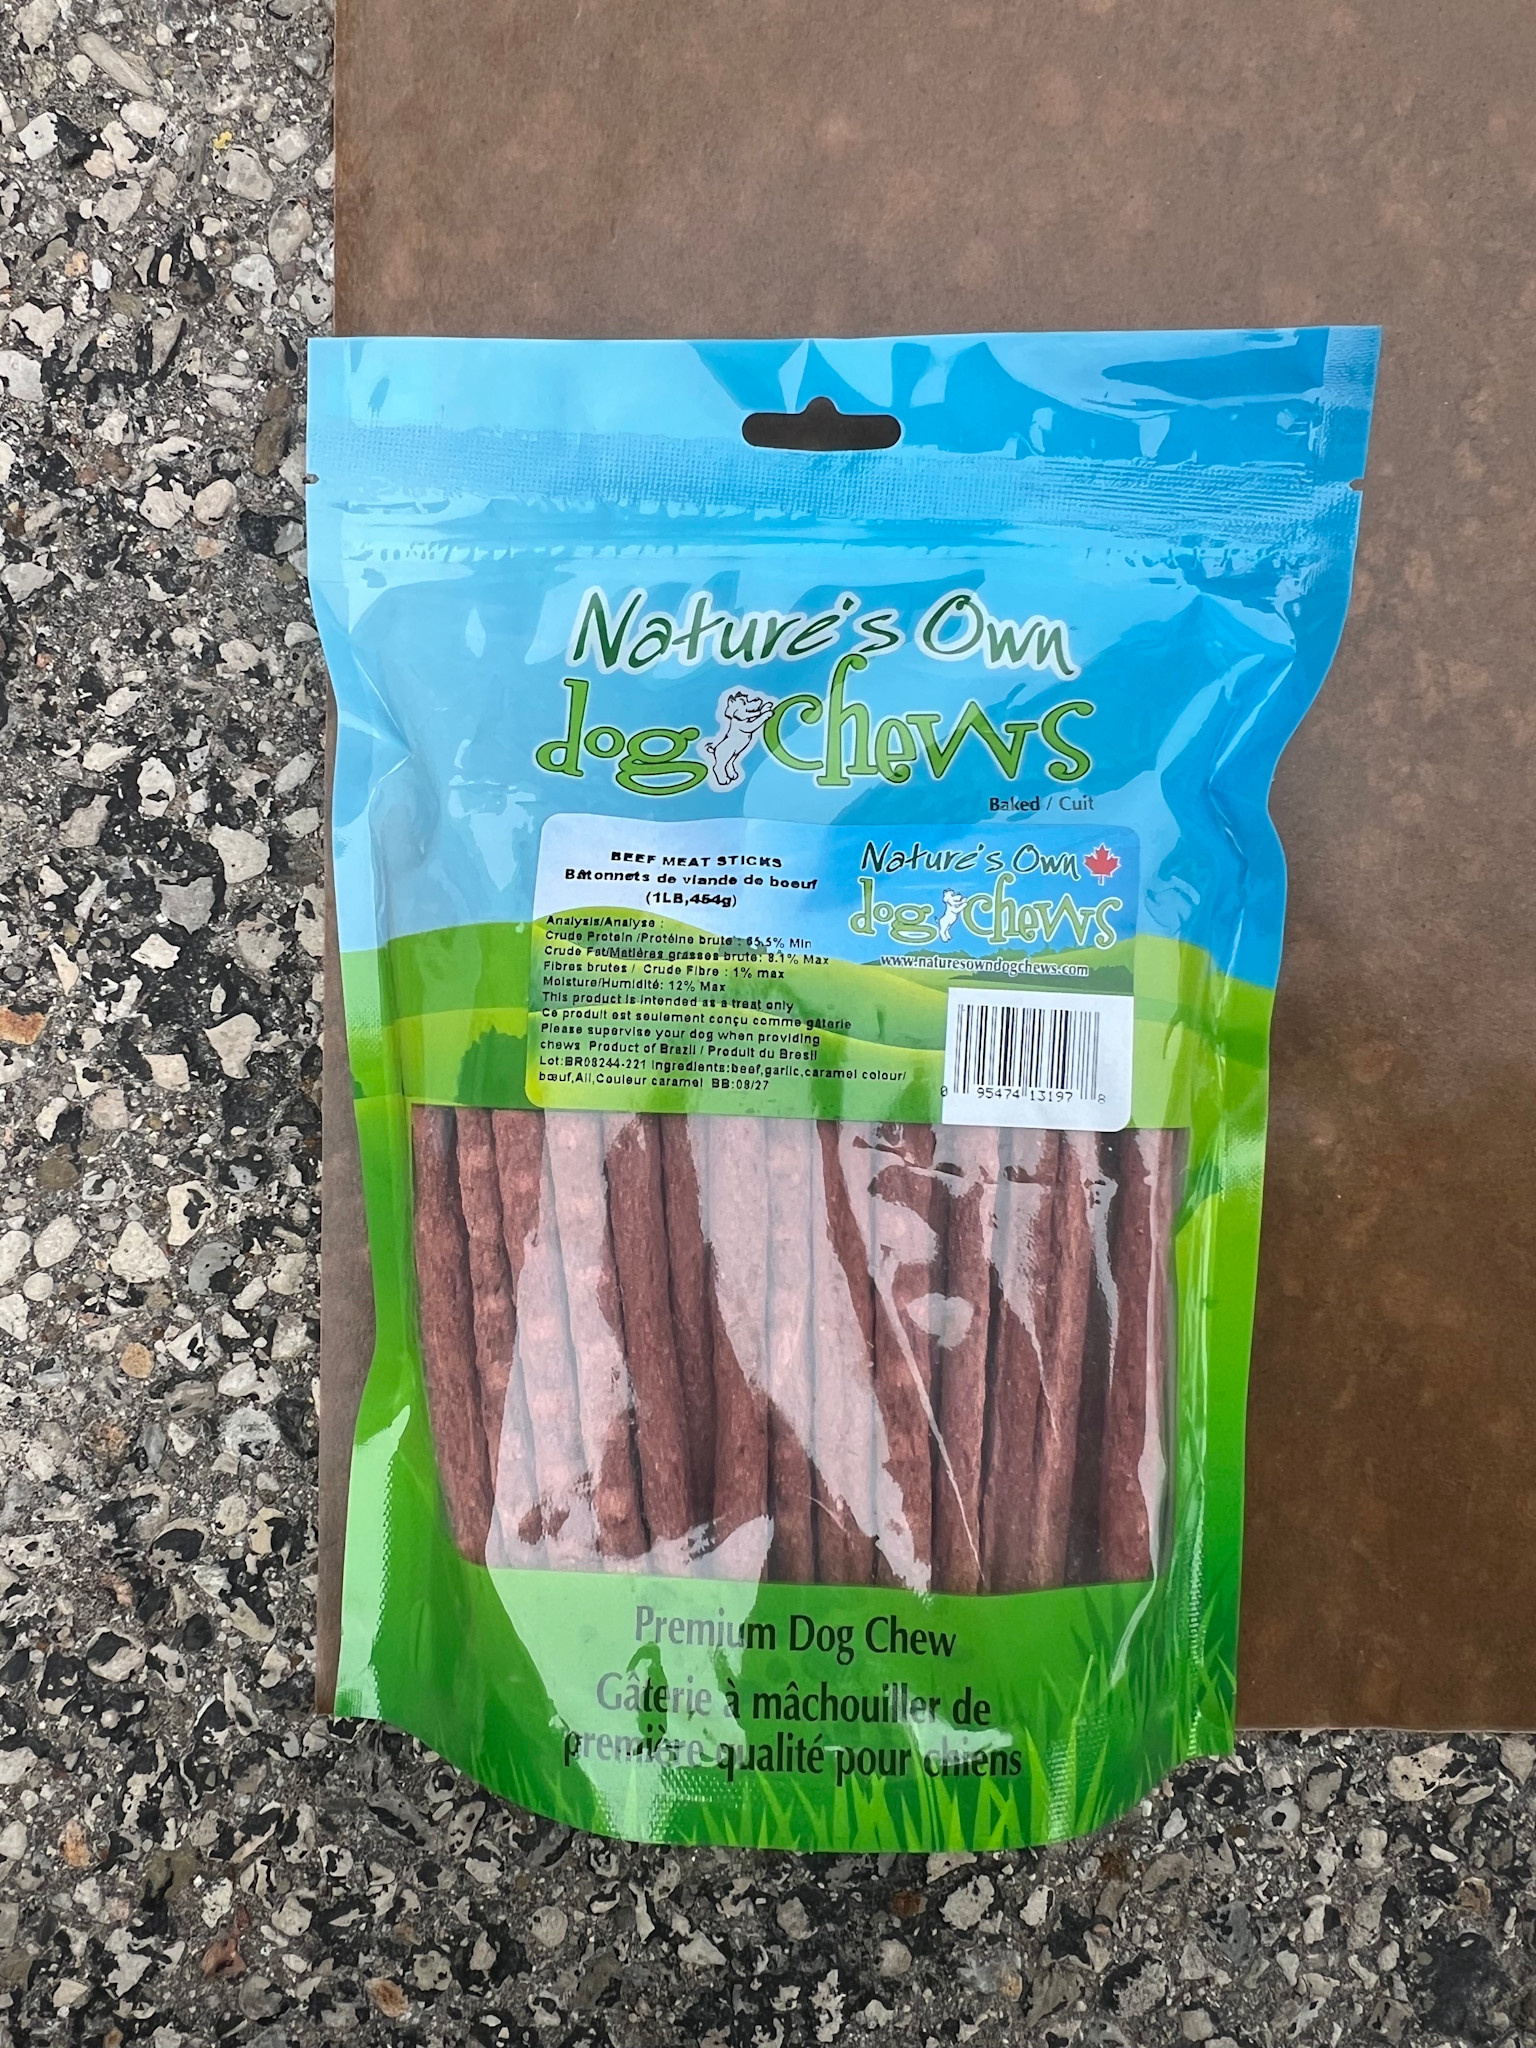 Nature's Own
dog chews
Baked / Cuit
BEEF MEAT STICKS
Bâtonnets de viande de boeuf
(1LB,454g)
Analysis/Analyse :
Crude Protein /Protéine brute : 65.5% Min
Crude Fat/Matières grasses brute: 8.1% Max
Fibres brutes / Crude Fibre : 1% max
Moisture/Humidité: 12% Max
This product is intended as a treat only
Ce produit est seulement conçu comme gâterie
Please supervise your dog when providing
chews Product of Brazil / Produit du Bresil
Lot:BR08244-221 Ingredients:beef,garlic,caramel colour/
bœuf,Ail,Couleur caramel BB:08/27
Nature's Own
dog chews
www.naturesowndogchews.com
0 95474 13197 8
Premium Dog Chew
Gâterie à mâchouiller de
première qualité pour chiens